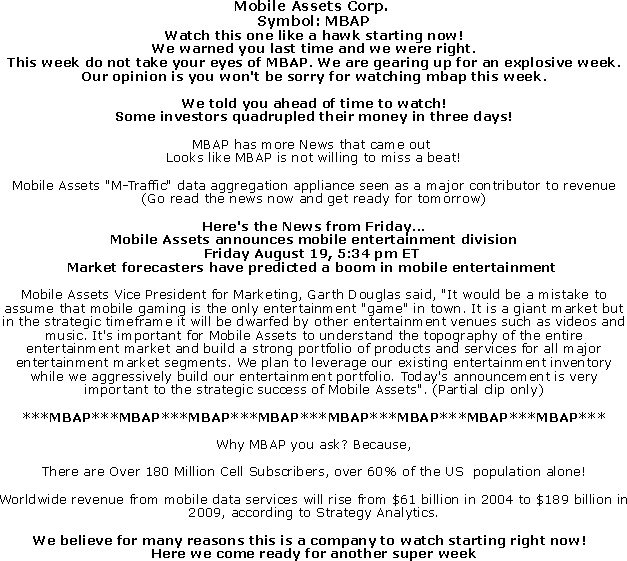 Mobile Assets Corp.
Symbol: MBAP
Watch this one like a hawk starting now!
We warned you last time and we were right.
This week do not take your eyes of MBAP. We are gearing up for an explosive week.
Our opinion is you won't be sorry for watching mbap this week.
We told you ahead of time to watch!
Some investors quadrupled their money in three days!
MBAP has more News that came out
Looks like MBAP is not willing to miss a beat!
Mobile Assets "M-Traffic" data aggregation appliance seen as a major contributor to revenue
(Go read the news now and get ready for tomorrow)
Here's the News from Friday...
Mobile Assets announces mobile entertainment division
Friday August 19, 5:34 pm ET
Market forecasters have predicted a boom in mobile entertainment
Mobile Assets Vice President for Marketing, Garth Douglas said, "It would be a mistake to
assume that mobile gaming is the only entertainment "game" in town. It is a giant market but
in the strategic timeframe it will be dwarfed by other entertainment venues such as videos and
music. It's important for Mobile Assets to understand the topography of the entire
entertainment market and build a strong portfolio of products and services for all major
entertainment market segments. We plan to leverage our existing entertainment inventory
while we aggressively build our entertainment portfolio. Today's announcement is very
important to the strategic success of Mobile Assets". (Partial clip only)
***MBAP***MBAP***MBAP***MBAP***MBAP***MBAP***MBAP***MBAP***
Why MBAP you ask? Because,
There are Over 180 Million Cell Subscribers, over 60% of the US population alone!
Worldwide revenue from mobile data services will rise from $61 billion in 2004 to $189 billion in
2009, according to Strategy Analytics.
We believe for many reasons this is a company to watch starting right now!
Here we come ready for another super week